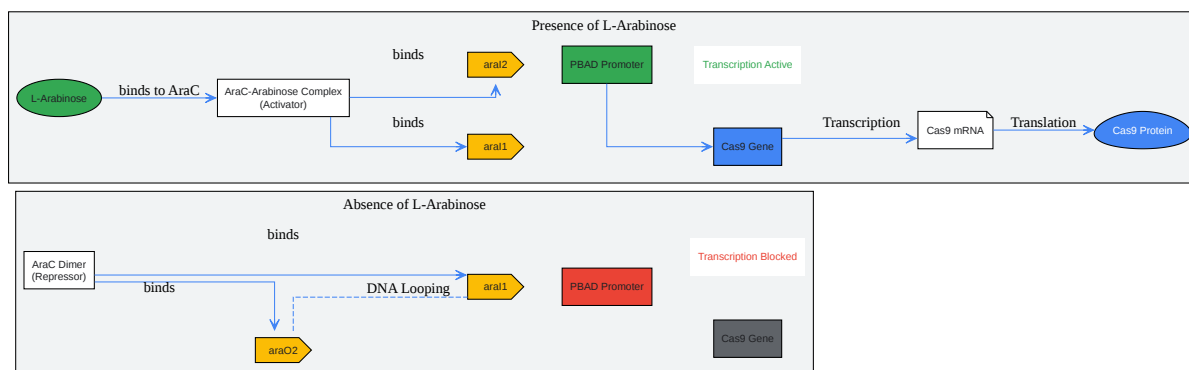 Presence of L-Arabinose
binds
araI2
PBAD Promoter
Transcription Active
L-Arabinose
binds to AraC
AraC-Arabinose Complex
(Activator)
binds
araI1
Cas9 Gene
Transcription
Cas9 mRNA
Translation
Cas9 Protein
Absence of L-Arabinose
binds
AraC Dimer
(Repressor)
binds
DNA Looping
araI1
PBAD Promoter
Transcription Blocked
araO2
Cas9 Gene